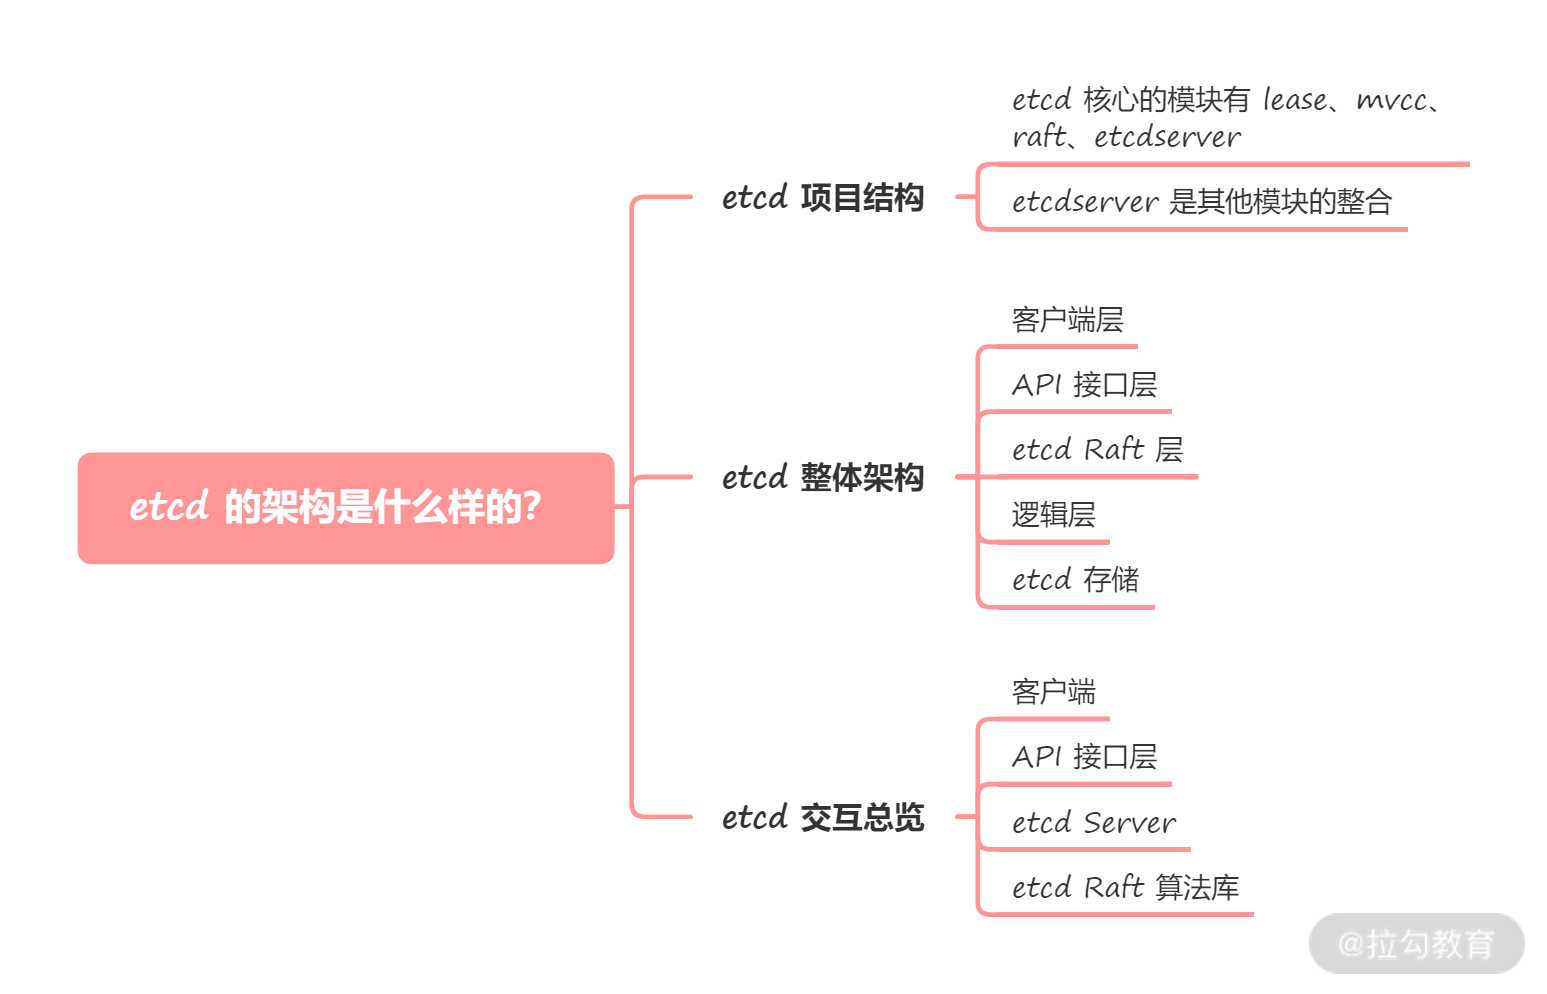 etcd 的架构是什么样的？
etcd 项目结构
etcd 核心的模块有 lease、mvcc、
raft、etcdserver
etcdserver 是其他模块的整合
etcd 整体架构
客户端层
API 接口层
etcd Raft 层
逻辑层
etcd 存储
etcd 交互总览
客户端
API 接口层
etcd Server
etcd Raft 算法库
@拉勾教育